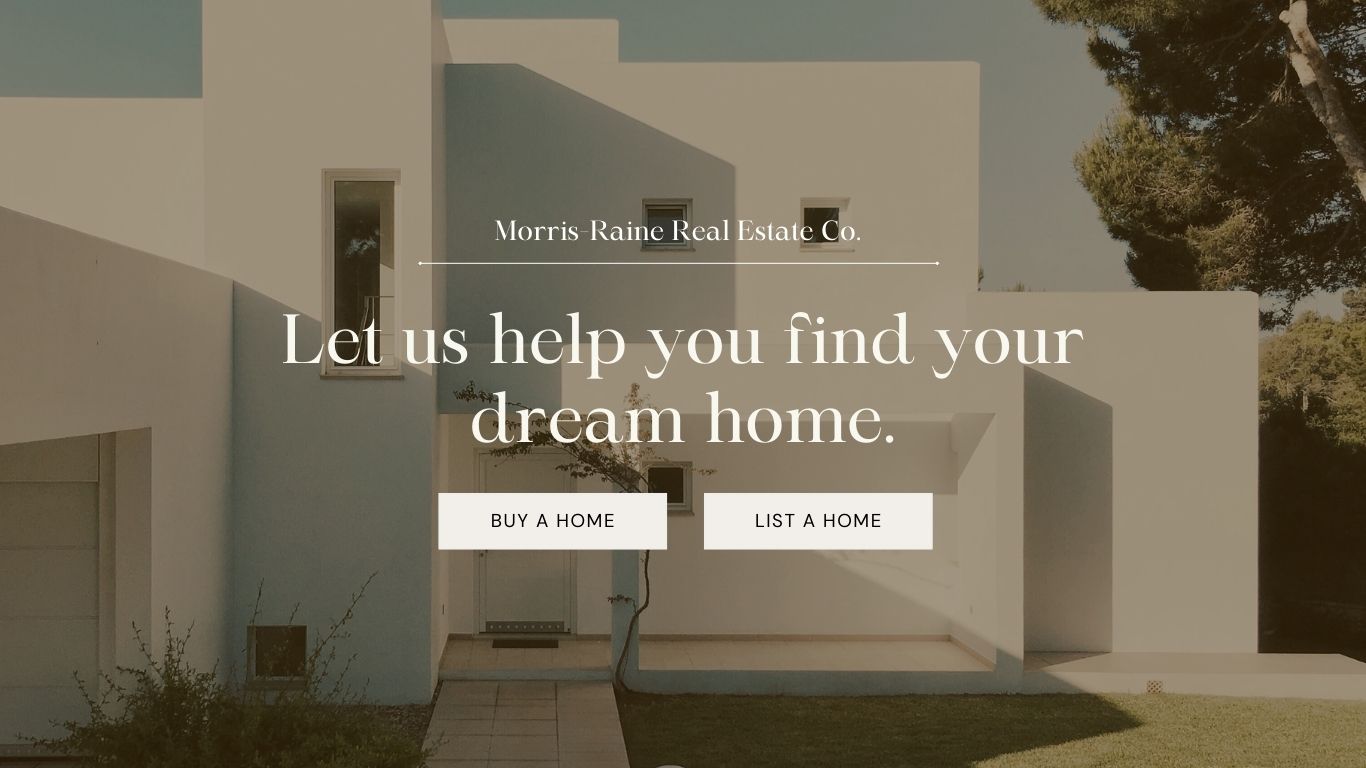 Morris-Raine Real Estate Co.
Let us help you find your
dream home.
BUY A HOME
LIST A HOME